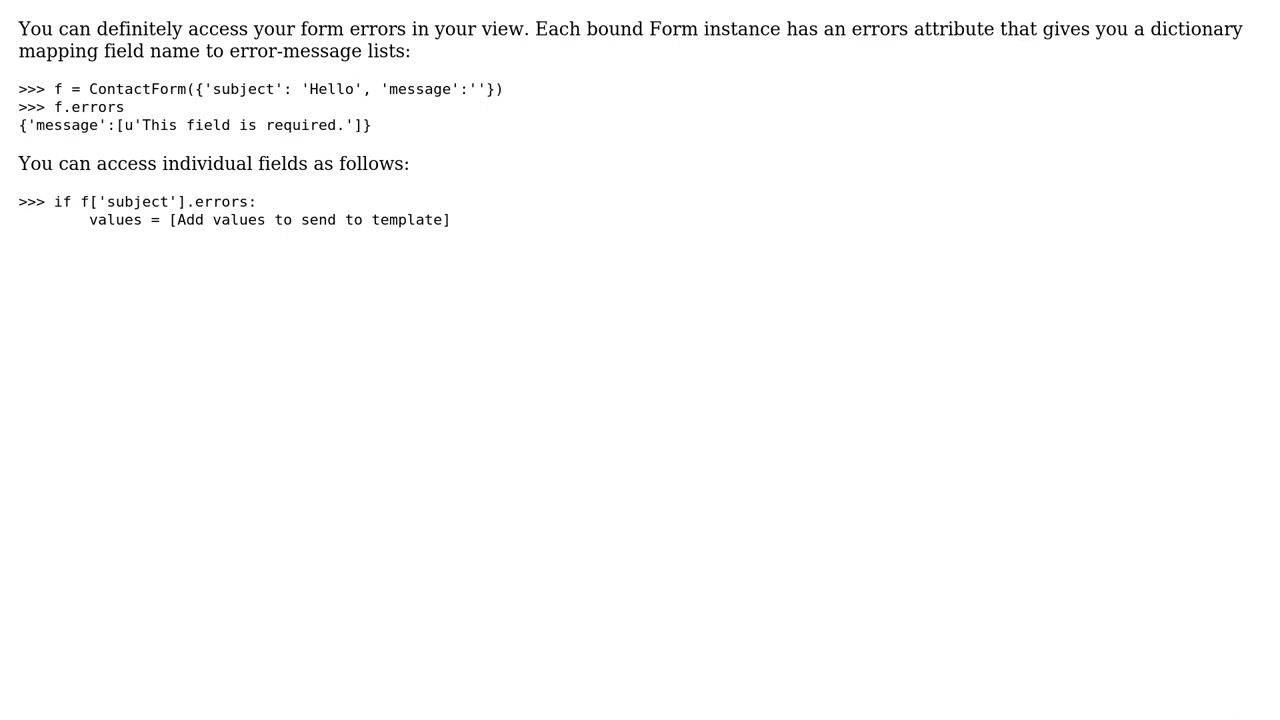 You can definitely access your form errors in your view. Each bound Form instance has an errors attribute that gives you a dictionary
mapping field name to error-message lists:
>>> f = ContactForm({'subject': 'Hello', 'message':''})
>>> f.errors
{'message':[u'This field is required.']}
You can access individual fields as follows:
>>> if f['subject'].errors:
        values = [Add values to send to template]